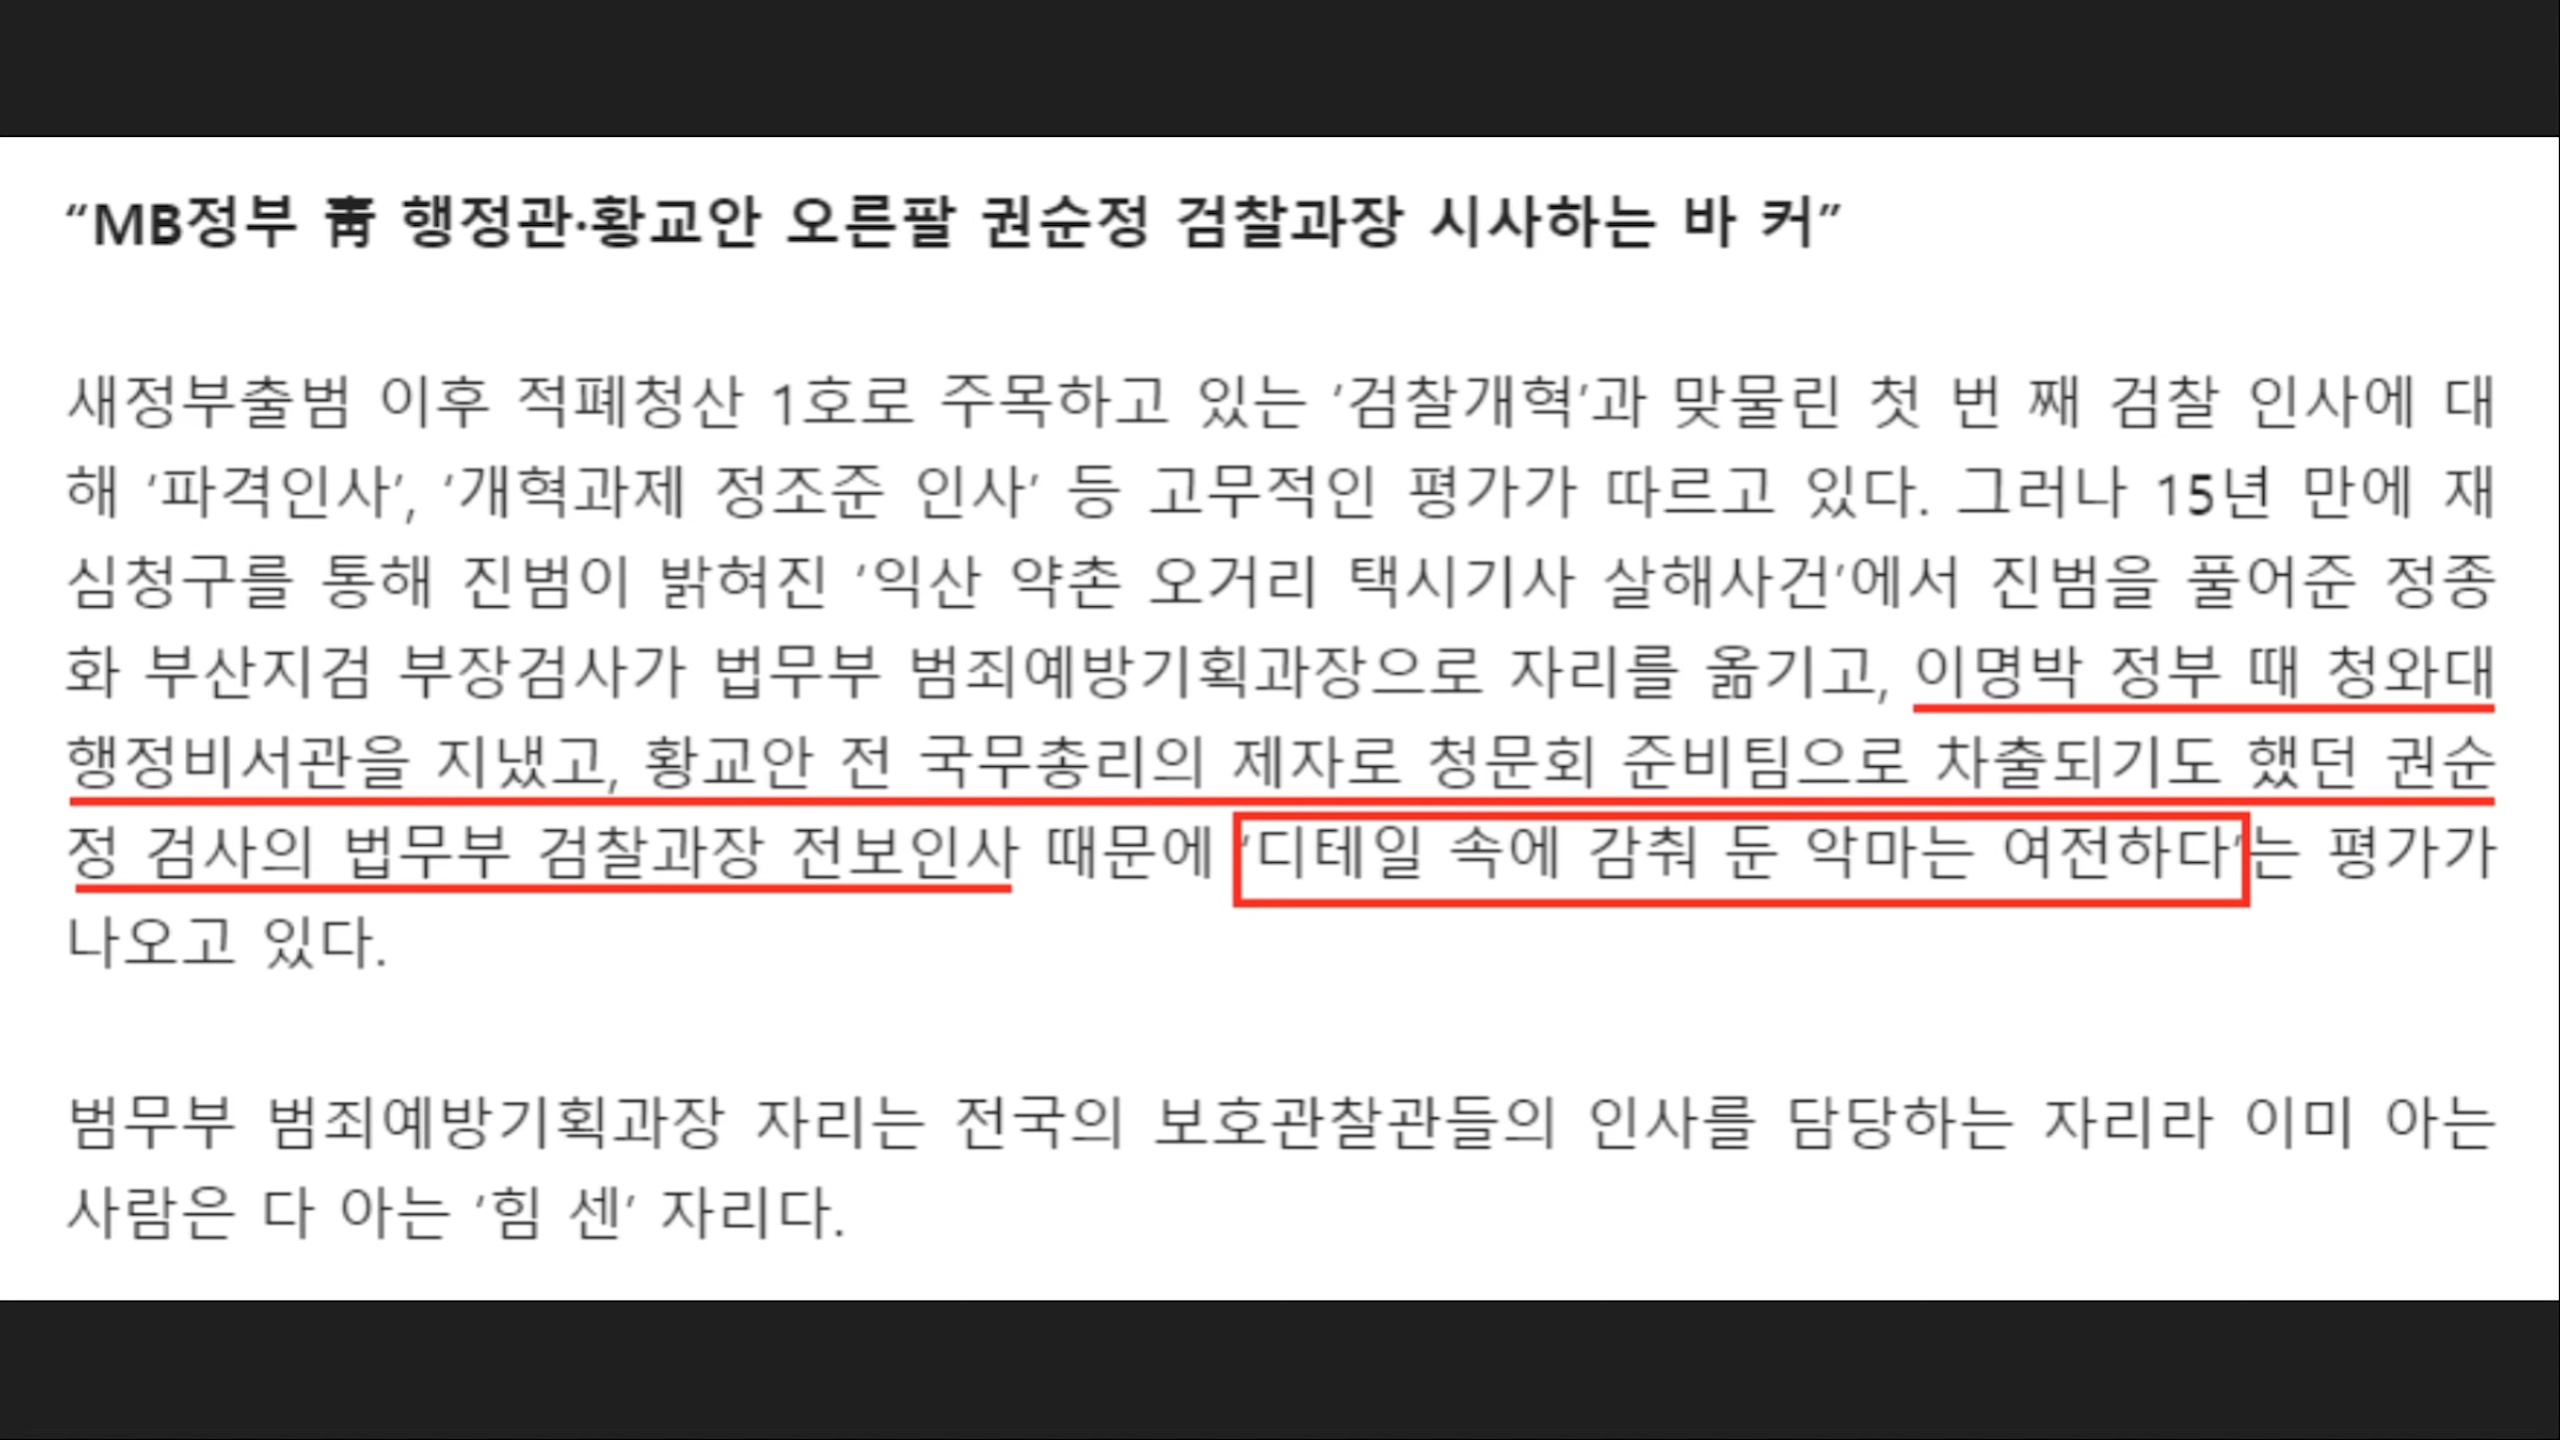 “MB정부 靑 행정관·황교안 오른팔 권순정 검찰과장 시사하는 바 커”
새정부출범 이후 적폐청산 1호로 주목하고 있는 ‘검찰개혁’과 맞물린 첫 번 째 검찰 인사에 대
해 ‘파격인사’, ‘개혁과제 정조준 인사’ 등 고무적인 평가가 따르고 있다. 그러나 15년 만에 재
심청구를 통해 진범이 밝혀진 ‘익산 약촌 오거리 택시기사 살해사건’에서 진범을 풀어준 정종
화 부산지검 부장검사가 법무부 범죄예방기획과장으로 자리를 옮기고, 이명박 정부 때 청와대
행정비서관을 지냈고, 황교안 전 국무총리의 제자로 청문회 준비팀으로 차출되기도 했던 권순
정 검사의 법무부 검찰과장 전보인사 때문에 ‘디테일 속에 감춰 둔 악마는 여전하다’는 평가가
나오고 있다.
범무부 범죄예방기획과장 자리는 전국의 보호관찰관들의 인사를 담당하는 자리라 이미 아는
사람은 다 아는 ‘힘 센’ 자리다.